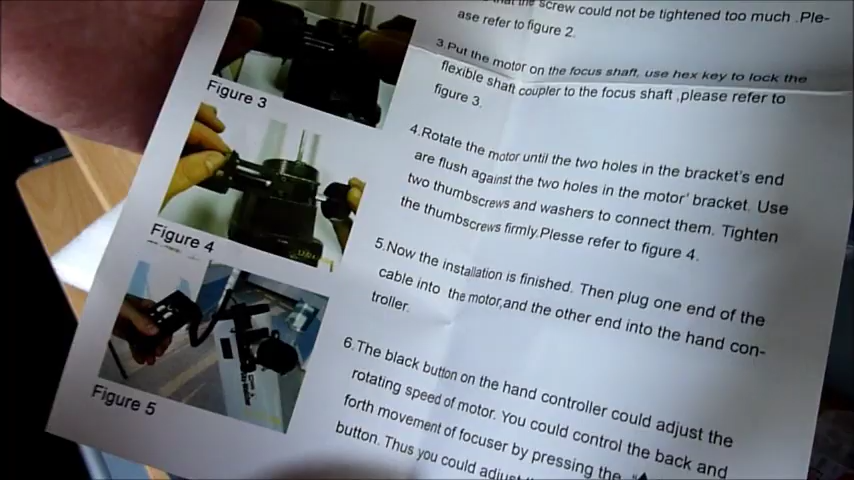 that the screw could not be tightened too much .Ple-
ase refer to figure 2.
3.Put the motor on the focus shaft, use hex key to lock the
flexible shaft coupler to the focus shaft ,please refer to
figure 3.
Figure 3
4.Rotate the motor until the two holes in the bracket's end
are flush against the two holes in the motor' bracket. Use
two thumbscrews and washers to connect them. Tighten
the thumbscrews firmly.Plesse refer to figure 4.
Figure 4
5.Now the installation is finished. Then plug one end of the
cable into the motor,and the other end into the hand con-
troller.
Figure 5
6.The black button on the hand controller could adjust the
rotating speed of motor. You could control the back and
forth movement of focuser by pressing the "▲
button. Thus you could adjust